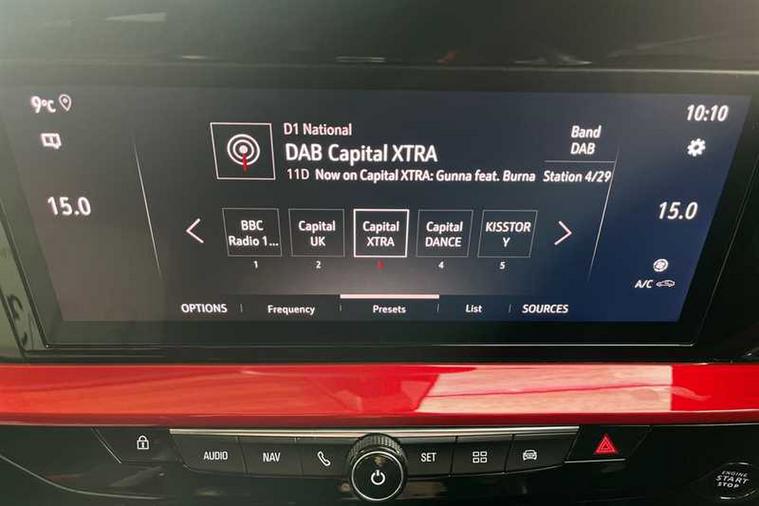 9°C
10:10
D1 National
DAB Capital XTRA
11D Now on Capital XTRA: Gunna feat. Burna
Band
DAB
Station 4/29
15.0
15.0
BBC
Radio 1...
1
Capital
UK
2
Capital
XTRA
3
Capital
DANCE
4
KISSTOR
Y
5
A/C
OPTIONS
Frequency
Presets
List
SOURCES
AUDIO
NAV
SET
ENGINE
START
STOP